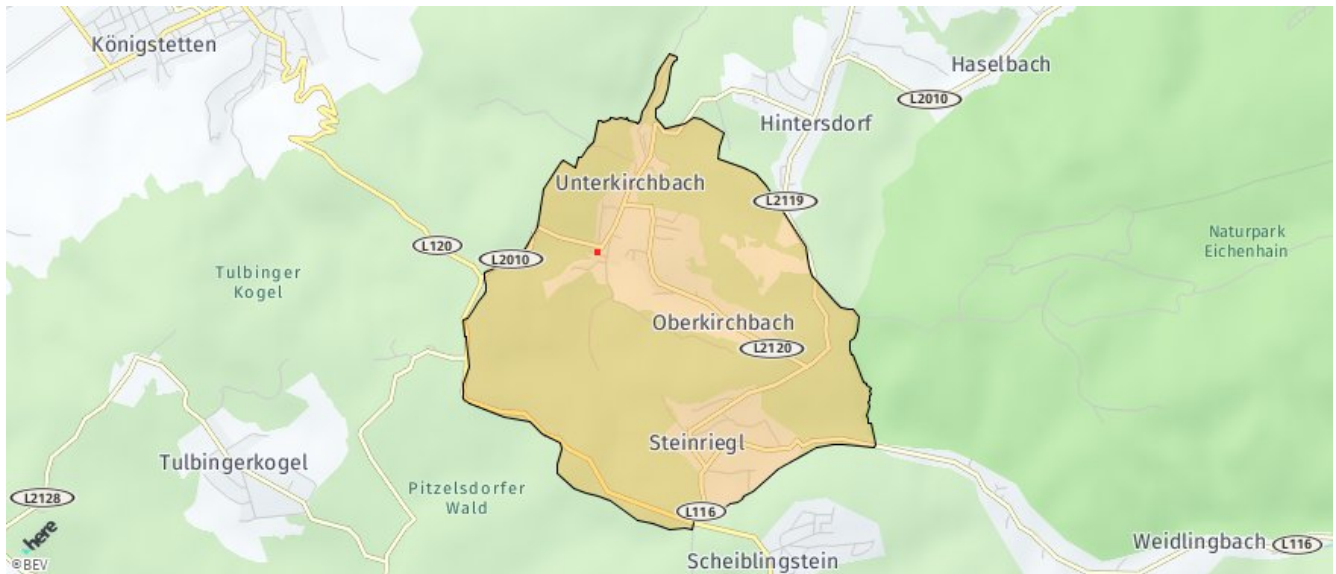 Königstetten
Haselbach
L2010
Hintersdorf
Unterkirchbach
L2119
L120
L2010
Naturpark
Eichenhain
Tulbinger
Kogel
Oberkirchbach
L2120
Steinriegl
Tulbingerkogel
L2128
Pitzelsdorfer
Wald
L116
here
Weidlingbach
L116
Scheiblingstein
©BEV